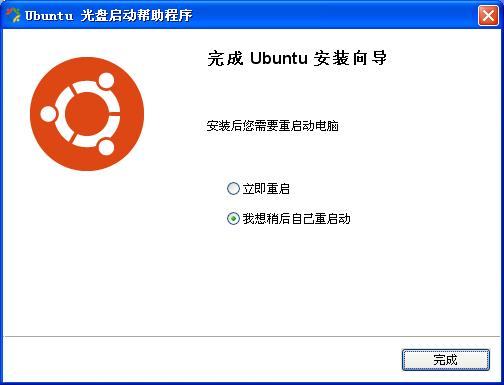 Ubuntu 光盘启动帮助程序
完成 Ubuntu 安装向导
安装后您需要重启动电脑
立即重启
我想稍后自己重启动
完成